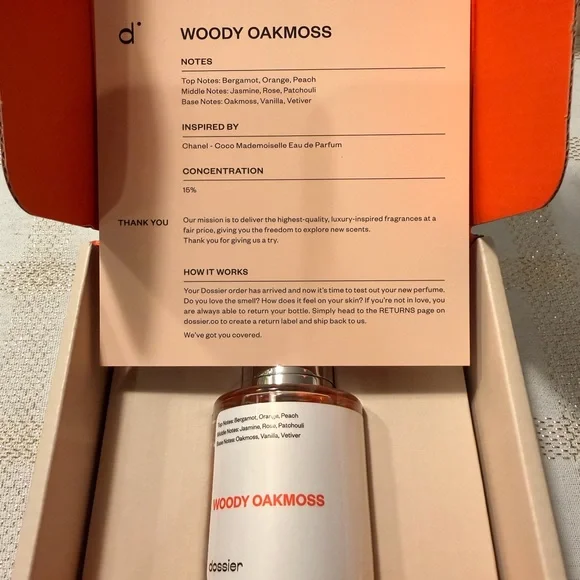 d
WOODY OAKMOSS
NOTES
Top Notes: Bergamot, Orange, Peach
Middle Notes: Jasmine, Rose, Patchouli
Base Notes: Oakmoss, Vanilla, Vetiver
INSPIRED BY
Chanel - Coco Mademoiselle Eau de Parfum
CONCENTRATION
15%
THANK YOU
Our mission is to deliver the highest-quality, luxury-inspired fragrances at a
fair price, giving you the freedom to explore new scents.
Thank you for giving us a try.
HOW IT WORKS
Your Dossier order has arrived and now it's time to test out your new perfume.
Do you love the smell? How does it feel on your skin? If you're not in love, you
are always able to return your bottle. Simply head to the RETURNS page on
dossier.co to create a return label and ship back to us.
We've got you covered.
Top Notes: Bergamot, Orange, Peach
Middle Notes: Jasmine, Rose, Patchouli
Base Notes: Oakmoss, Vanilla, Vetiver
WOODY OAKMOSS
dossier